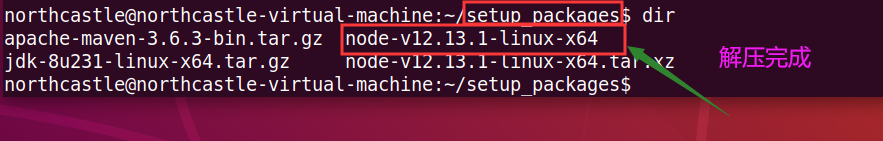 northcastle@northcastle-virtual-machine:~/setup_packages$ dir
apache-maven-3.6.3-bin.tar.gz  node-v12.13.1-linux-x64
jdk-8u231-linux-x64.tar.gz     node-v12.13.1-linux-x64.tar.xz
解压完成
northcastle@northcastle-virtual-machine:~/setup_packages$